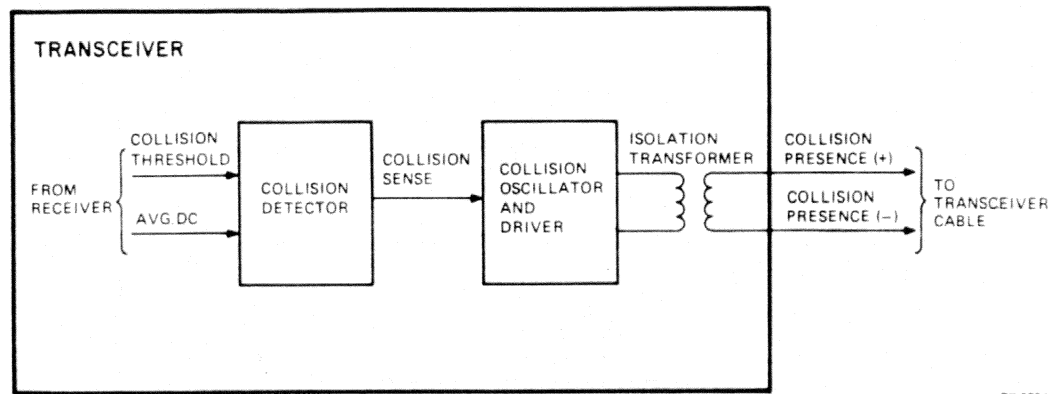 TRANSCEIVER
COLLISION
THRESHOLD
FROM
RECEIVER
AVG.DC
COLLISION
DETECTOR
COLLISION
SENSE
COLLISION
OSCILLATOR
AND
DRIVER
ISOLATION
TRANSFORMER
COLLISION
PRESENCE (+)
COLLISION
PRESENCE (–)
TO
TRANSCEIVER
CABLE